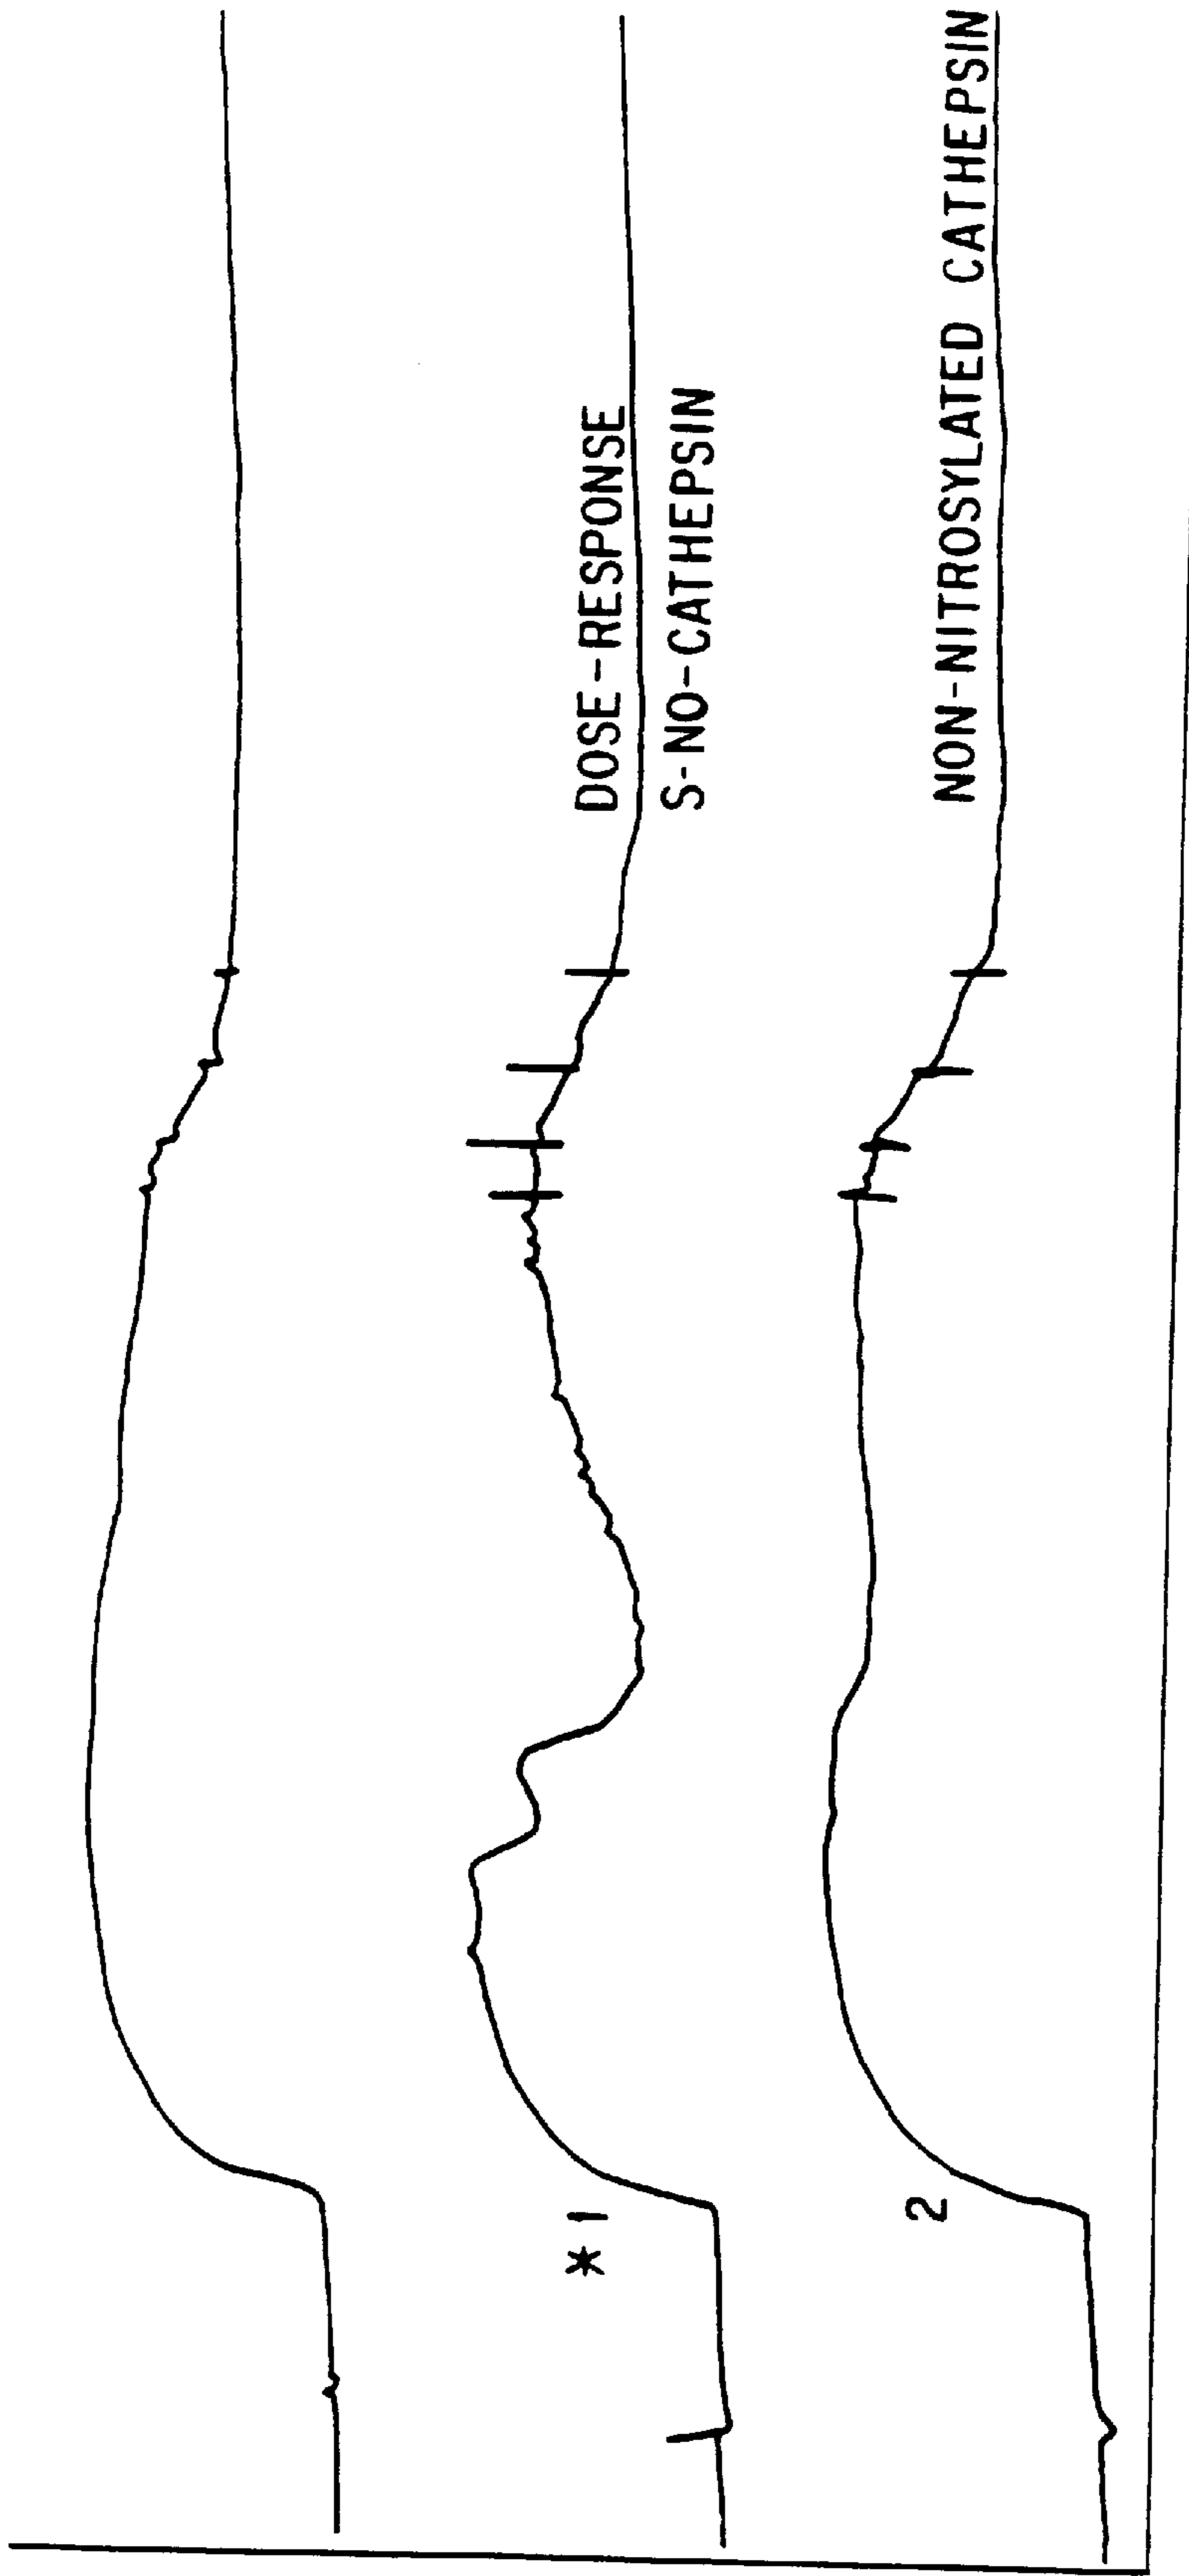 DOSE-RESPONSE
S-NO-CATHEPSIN
* 1
NON-NITROSYLATED CATHEPSIN
2